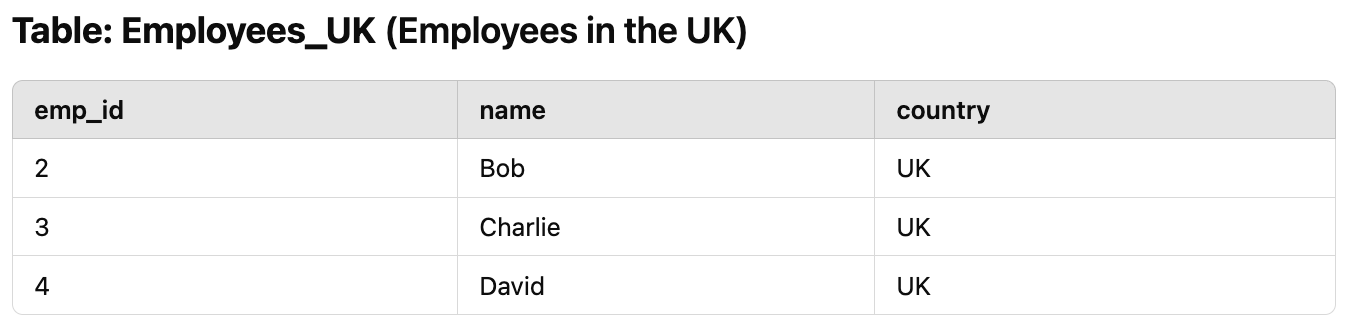 Table: Employees_UK (Employees in the UK)
emp_id name country
2 Bob UK
3 Charlie UK
4 David UK